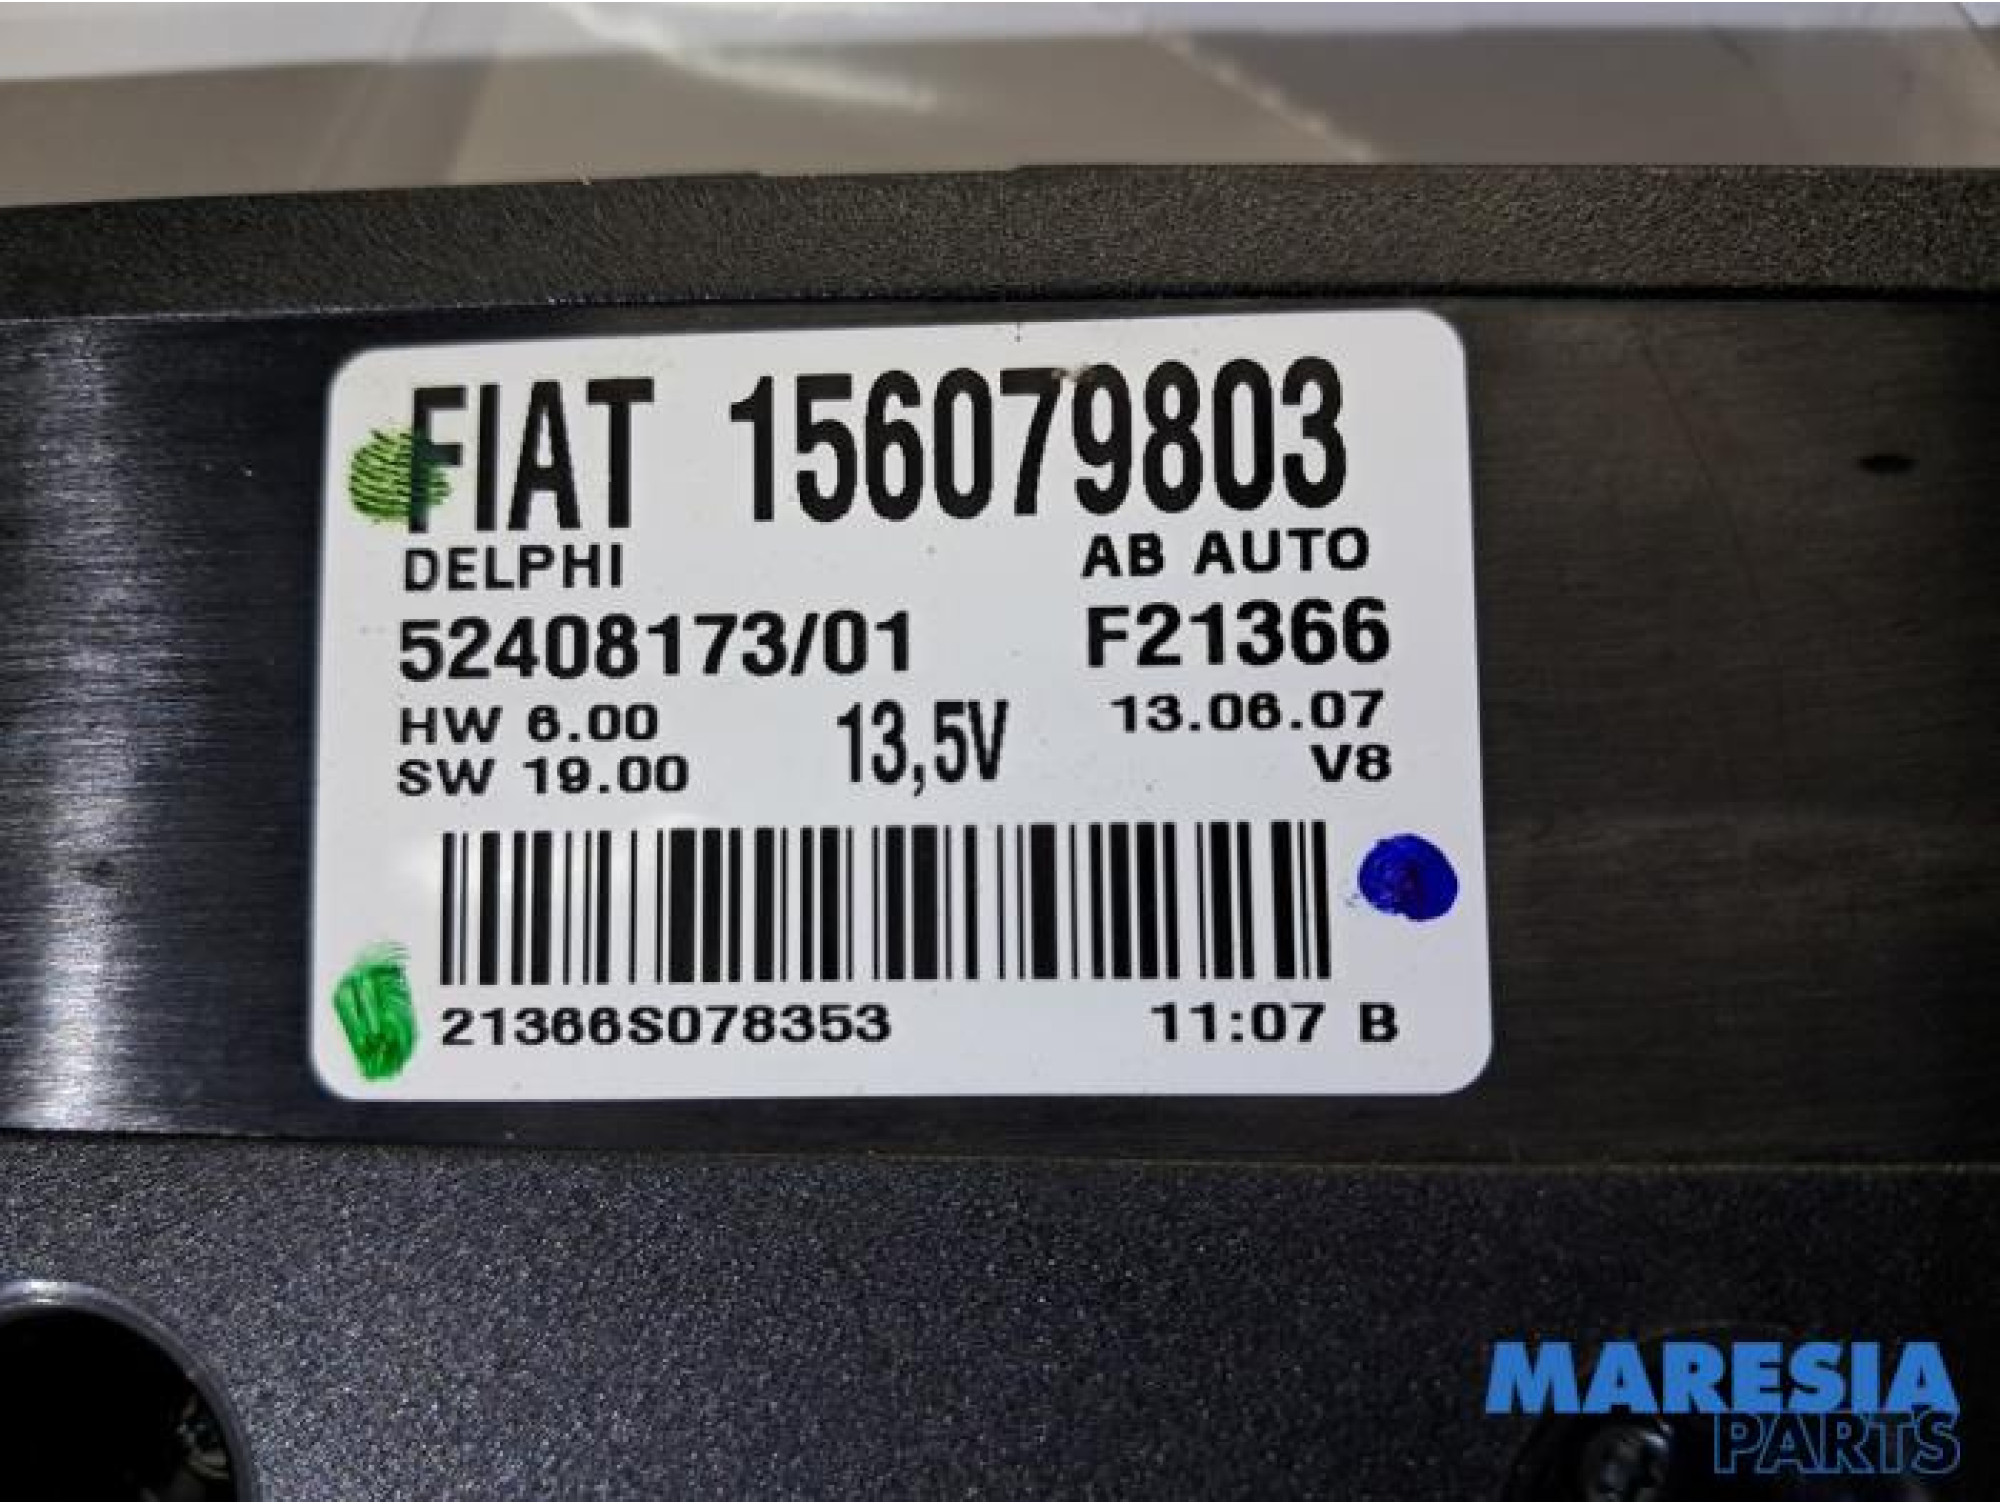 FIAT 156079803
DELPHI AB AUTO
52408173/01 F21366
HW 6.00 13,5V 13.06.07
SW 19.00 V8
21366S078353 11:07 B
MARESIA
PARTS